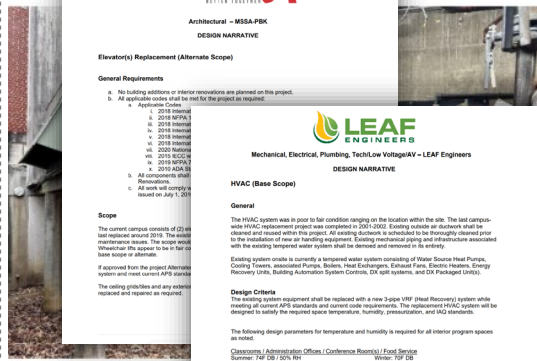 BETTER TOGETHER
Architectural – MSSA-PBK
DESIGN NARRATIVE
Elevator(s) Replacement (Alternate Scope)
General Requirements
a. No building additions or interior renovations are planned on this project.
b. All applicable codes shall be met for the project as required:
a. Applicable Codes
i. 2018 Internat
ii. 2018 NFPA 1
iii. 2018 Internat
iv. 2018 Internat
v. 2018 Internat
vi. 2018 Internat
vii. 2020 Nationa
viii. 2015 IECC w
ix. 2019 NFPA 7
x. 2010 ADA St
b. All components shall
Renovations.
c. All work will comply w
issued on July 1, 201
Scope
The current campus consists of (2) el
last replaced around 2019. The existi
maintenance issues. The scope would
Wheelchair lifts appear to be in fair co
base scope or alternate.
If approved from the project Alternate
system and meet current APS standa
The ceiling grids/tiles and any exterio
replaced and repaired as required.
LEAF
ENGINEERS
Mechanical, Electrical, Plumbing, Tech/Low Voltage/AV – LEAF Engineers
DESIGN NARRATIVE
HVAC (Base Scope)
General
The HVAC system was in poor to fair condition ranging on the location within the site. The last campus-
wide HVAC replacement project was completed in 2001-2002. Existing outside air ductwork shall be
cleaned and reused within this project. All existing ductwork is scheduled to be thoroughly cleaned prior
to the installation of new air handling equipment. Existing mechanical piping and infrastructure associated
with the existing tempered water system shall be demoed and removed in its entirety.
Existing system onsite is currently a tempered water system consisting of Water Source Heat Pumps,
Cooling Towers, associated Pumps, Boilers, Heat Exchangers, Exhaust Fans, Electric Heaters, Energy
Recovery Units, Building Automation System Controls, DX split systems, and DX Packaged Unit(s).
Design Criteria
The existing system equipment shall be replaced with a new 3-pipe VRF (Heat Recovery) system while
meeting all current APS standards and current code requirements. The replacement HVAC system will be
designed to satisfy the required space temperature, humidity, pressurization, and IAQ standards.
The following design parameters for temperature and humidity is required for all interior program spaces
as noted.
Classrooms / Administration Offices / Conference Room(s) / Food Service
Summer: 74F DB / 50% RH Winter: 70F DB